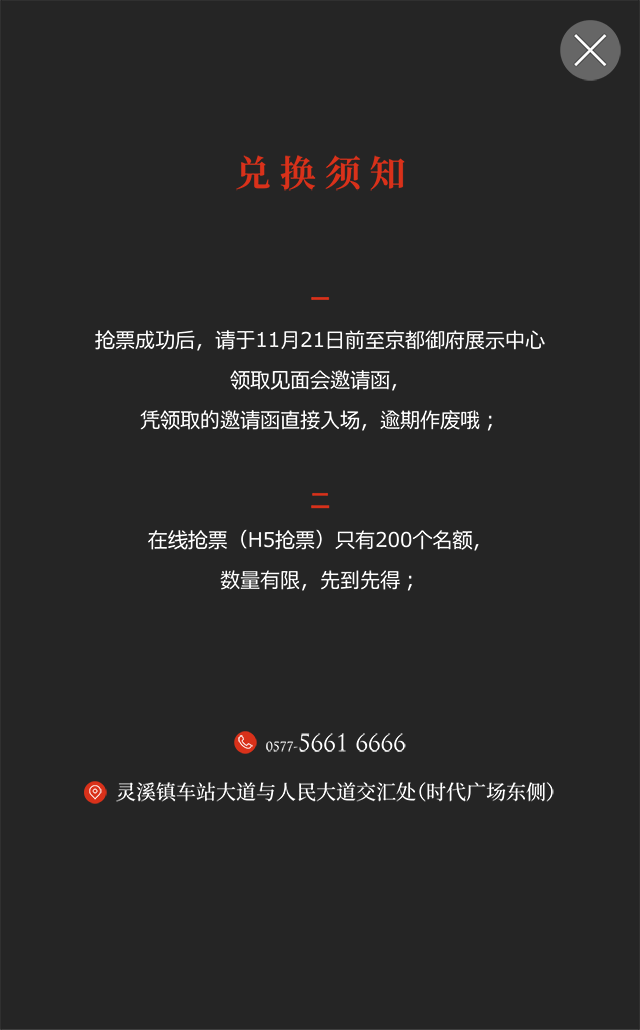 兑换须知
一
抢票成功后，请于11月21日前至京都御府展示中心
领取见面会邀请函，
凭领取的邀请函直接入场，逾期作废哦；
二
在线抢票（H5抢票）只有200个名额，
数量有限，先到先得；
0577-5661 6666
灵溪镇车站大道与人民大道交汇处(时代广场东侧)